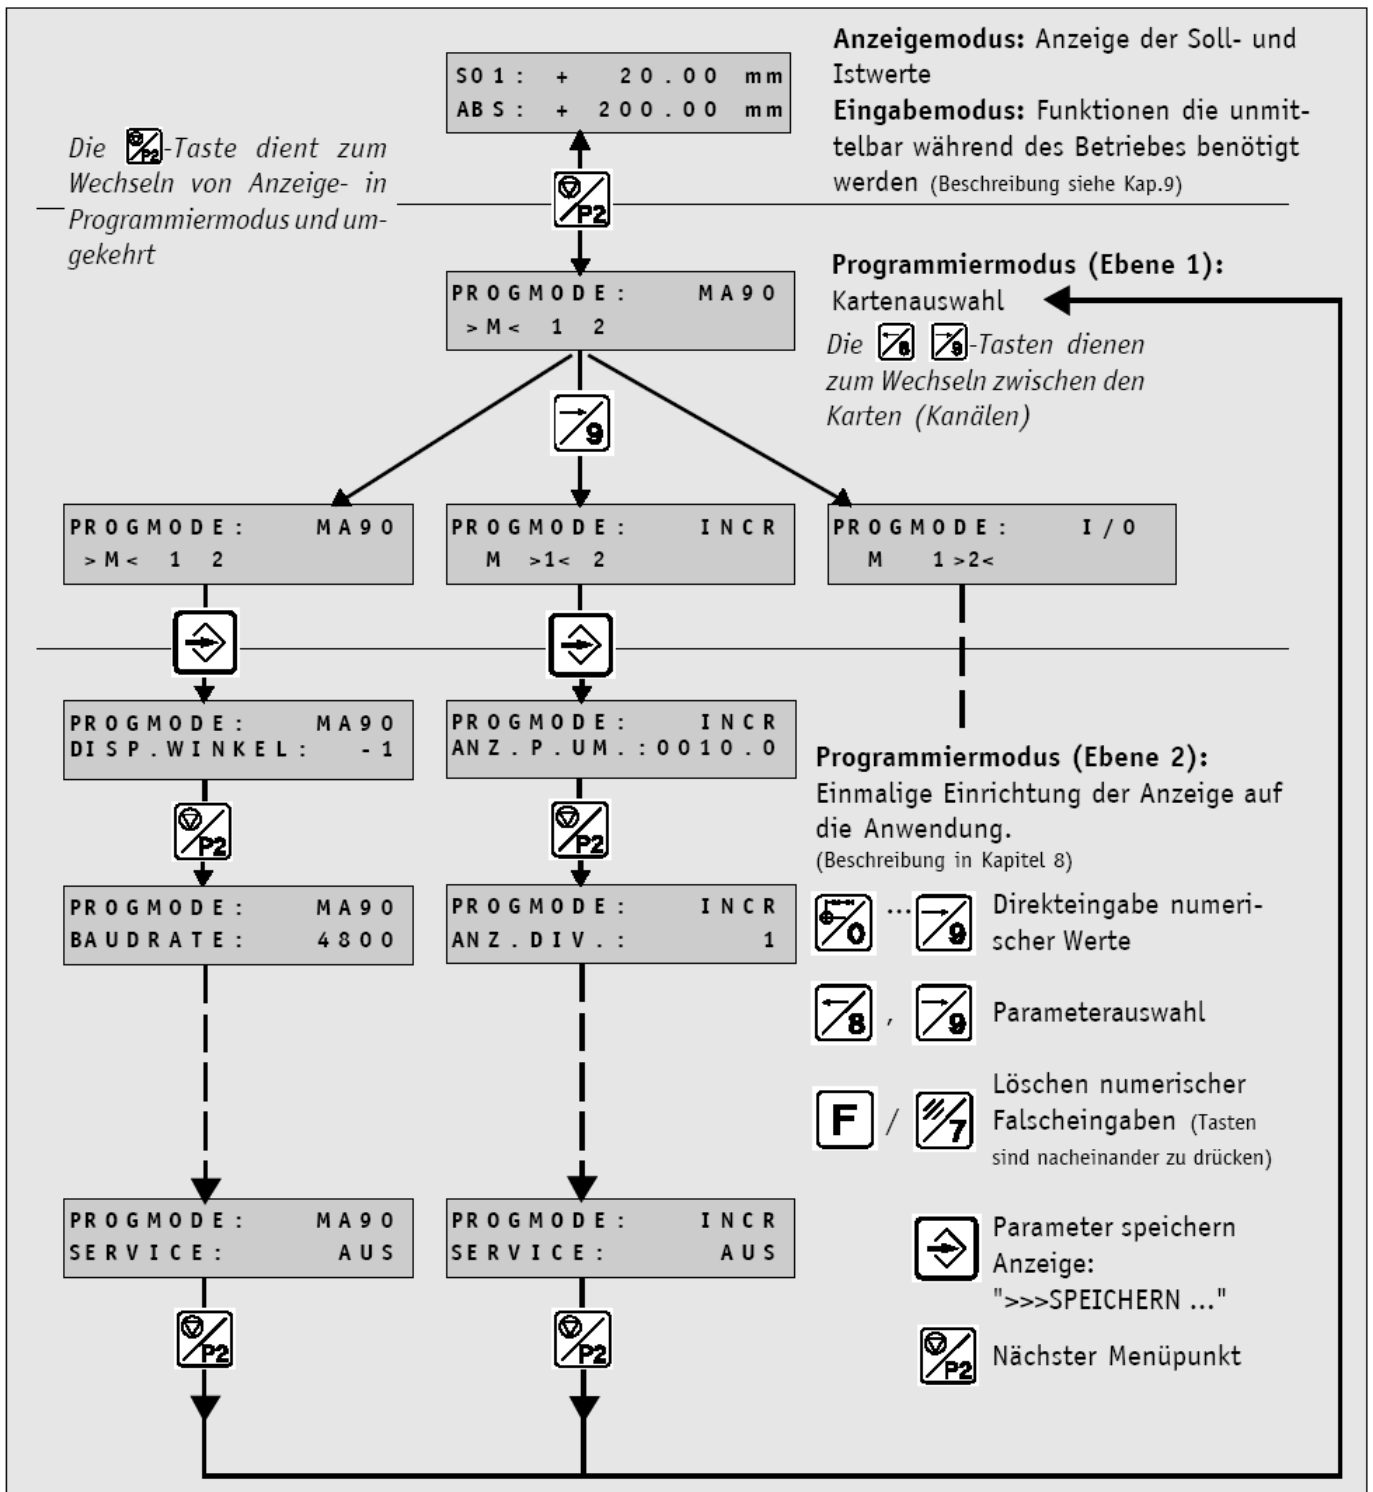 SO1: + 20.00 mm
ABS: + 200.00 mm
Anzeigemodus: Anzeige der Soll- und
Istwerte
Eingabemodus: Funktionen die unmit-
telbar während des Betriebes benötigt
werden (Beschreibung siehe Kap.9)
Die P2-Taste dient zum
Wechseln von Anzeige- in
Programmiermodus und um-
gekehrt
P2
PROGMODE: MA90
>M< 1 2
Programmiermodus (Ebene 1):
Kartenauswahl
Die 8 9-Tasten dienen
zum Wechseln zwischen den
Karten (Kanälen)
9
PROGMODE: MA90
>M< 1 2
PROGMODE: INCR
M >1< 2
PROGMODE: I/O
M 1 >2<
PROGMODE: MA90
DISP.WINKEL: -1
PROGMODE: INCR
ANZ.P.UM.:0010.0
P2
P2
PROGMODE: MA90
BAUDRATE: 4800
PROGMODE: INCR
ANZ.DIV.: 1
Programmiermodus (Ebene 2):
Einmalige Einrichtung der Anzeige auf
die Anwendung.
(Beschreibung in Kapitel 8)
0 ... 9 Direkteingabe numeri-
scher Werte
8 , 9 Parameterauswahl
F / 7 Löschen numerischer
Falscheingaben (Tasten
sind nacheinander zu drücken)
PROGMODE: MA90
SERVICE: AUS
PROGMODE: INCR
SERVICE: AUS
Parameter speichern
Anzeige:
">>>SPEICHERN ..."
P2
P2
P2 Nächster Menüpunkt